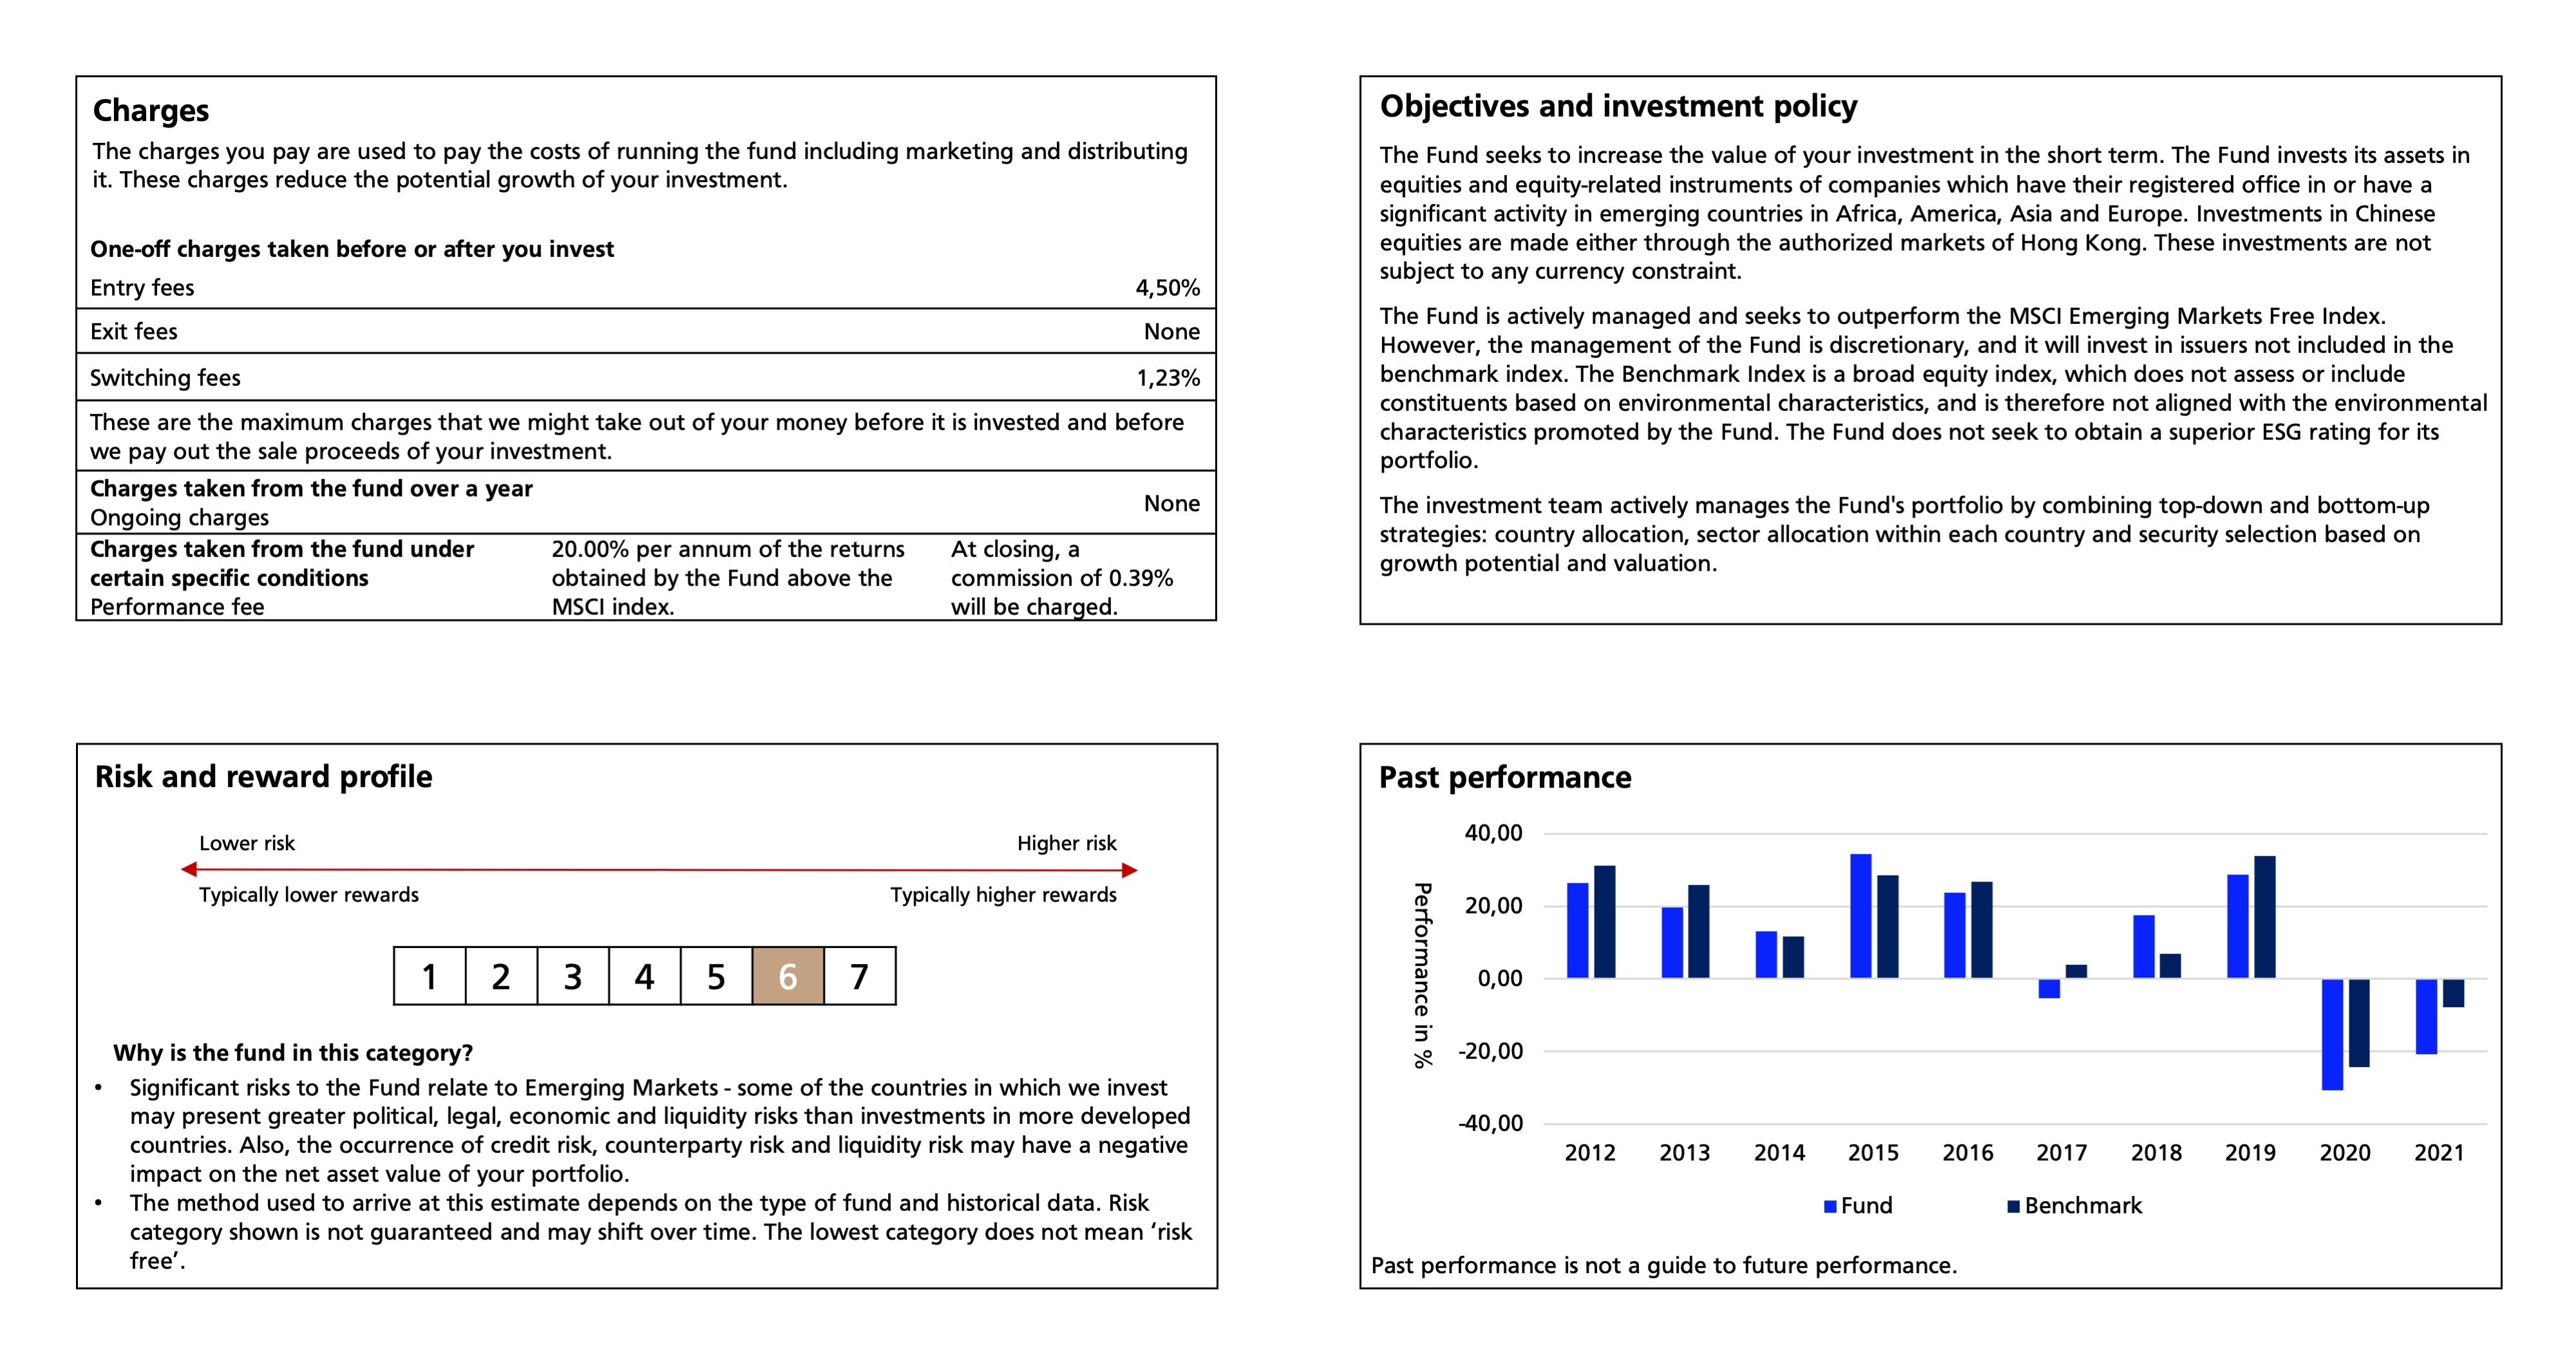 Charges
The charges you pay are used to pay the costs of running the fund including marketing and distributing
it. These charges reduce the potential growth of your investment.
One-off charges taken before or after you invest
Entry fees 4,50%
Exit fees None
Switching fees 1,23%
These are the maximum charges that we might take out of your money before it is invested and before
we pay out the sale proceeds of your investment.
Charges taken from the fund over a year
Ongoing charges
None
Charges taken from the fund under
certain specific conditions
Performance fee
20.00% per annum of the returns
obtained by the Fund above the
MSCI index.
At closing, a
commission of 0.39%
will be charged.
Objectives and investment policy
The Fund seeks to increase the value of your investment in the short term. The Fund invests its assets in
equities and equity-related instruments of companies which have their registered office in or have a
significant activity in emerging countries in Africa, America, Asia and Europe. Investments in Chinese
equities are made either through the authorized markets of Hong Kong. These investments are not
subject to any currency constraint.
The Fund is actively managed and seeks to outperform the MSCI Emerging Markets Free Index.
However, the management of the Fund is discretionary, and it will invest in issuers not included in the
benchmark index. The Benchmark Index is a broad equity index, which does not assess or include
constituents based on environmental characteristics, and is therefore not aligned with the environmental
characteristics promoted by the Fund. The Fund does not seek to obtain a superior ESG rating for its
portfolio.
The investment team actively manages the Fund's portfolio by combining top-down and bottom-up
strategies: country allocation, sector allocation within each country and security selection based on
growth potential and valuation.
Risk and reward profile
Lower risk Higher risk
Typically lower rewards Typically higher rewards
1 2 3 4 5 6 7
Why is the fund in this category?
• Significant risks to the Fund relate to Emerging Markets - some of the countries in which we invest
may present greater political, legal, economic and liquidity risks than investments in more developed
countries. Also, the occurrence of credit risk, counterparty risk and liquidity risk may have a negative
impact on the net asset value of your portfolio.
• The method used to arrive at this estimate depends on the type of fund and historical data. Risk
category shown is not guaranteed and may shift over time. The lowest category does not mean ‘risk
free’.
Past performance
Performance in %
40,00
20,00
0,00
-20,00
-40,00
2012 2013 2014 2015 2016 2017 2018 2019 2020 2021
Fund Benchmark
Past performance is not a guide to future performance.